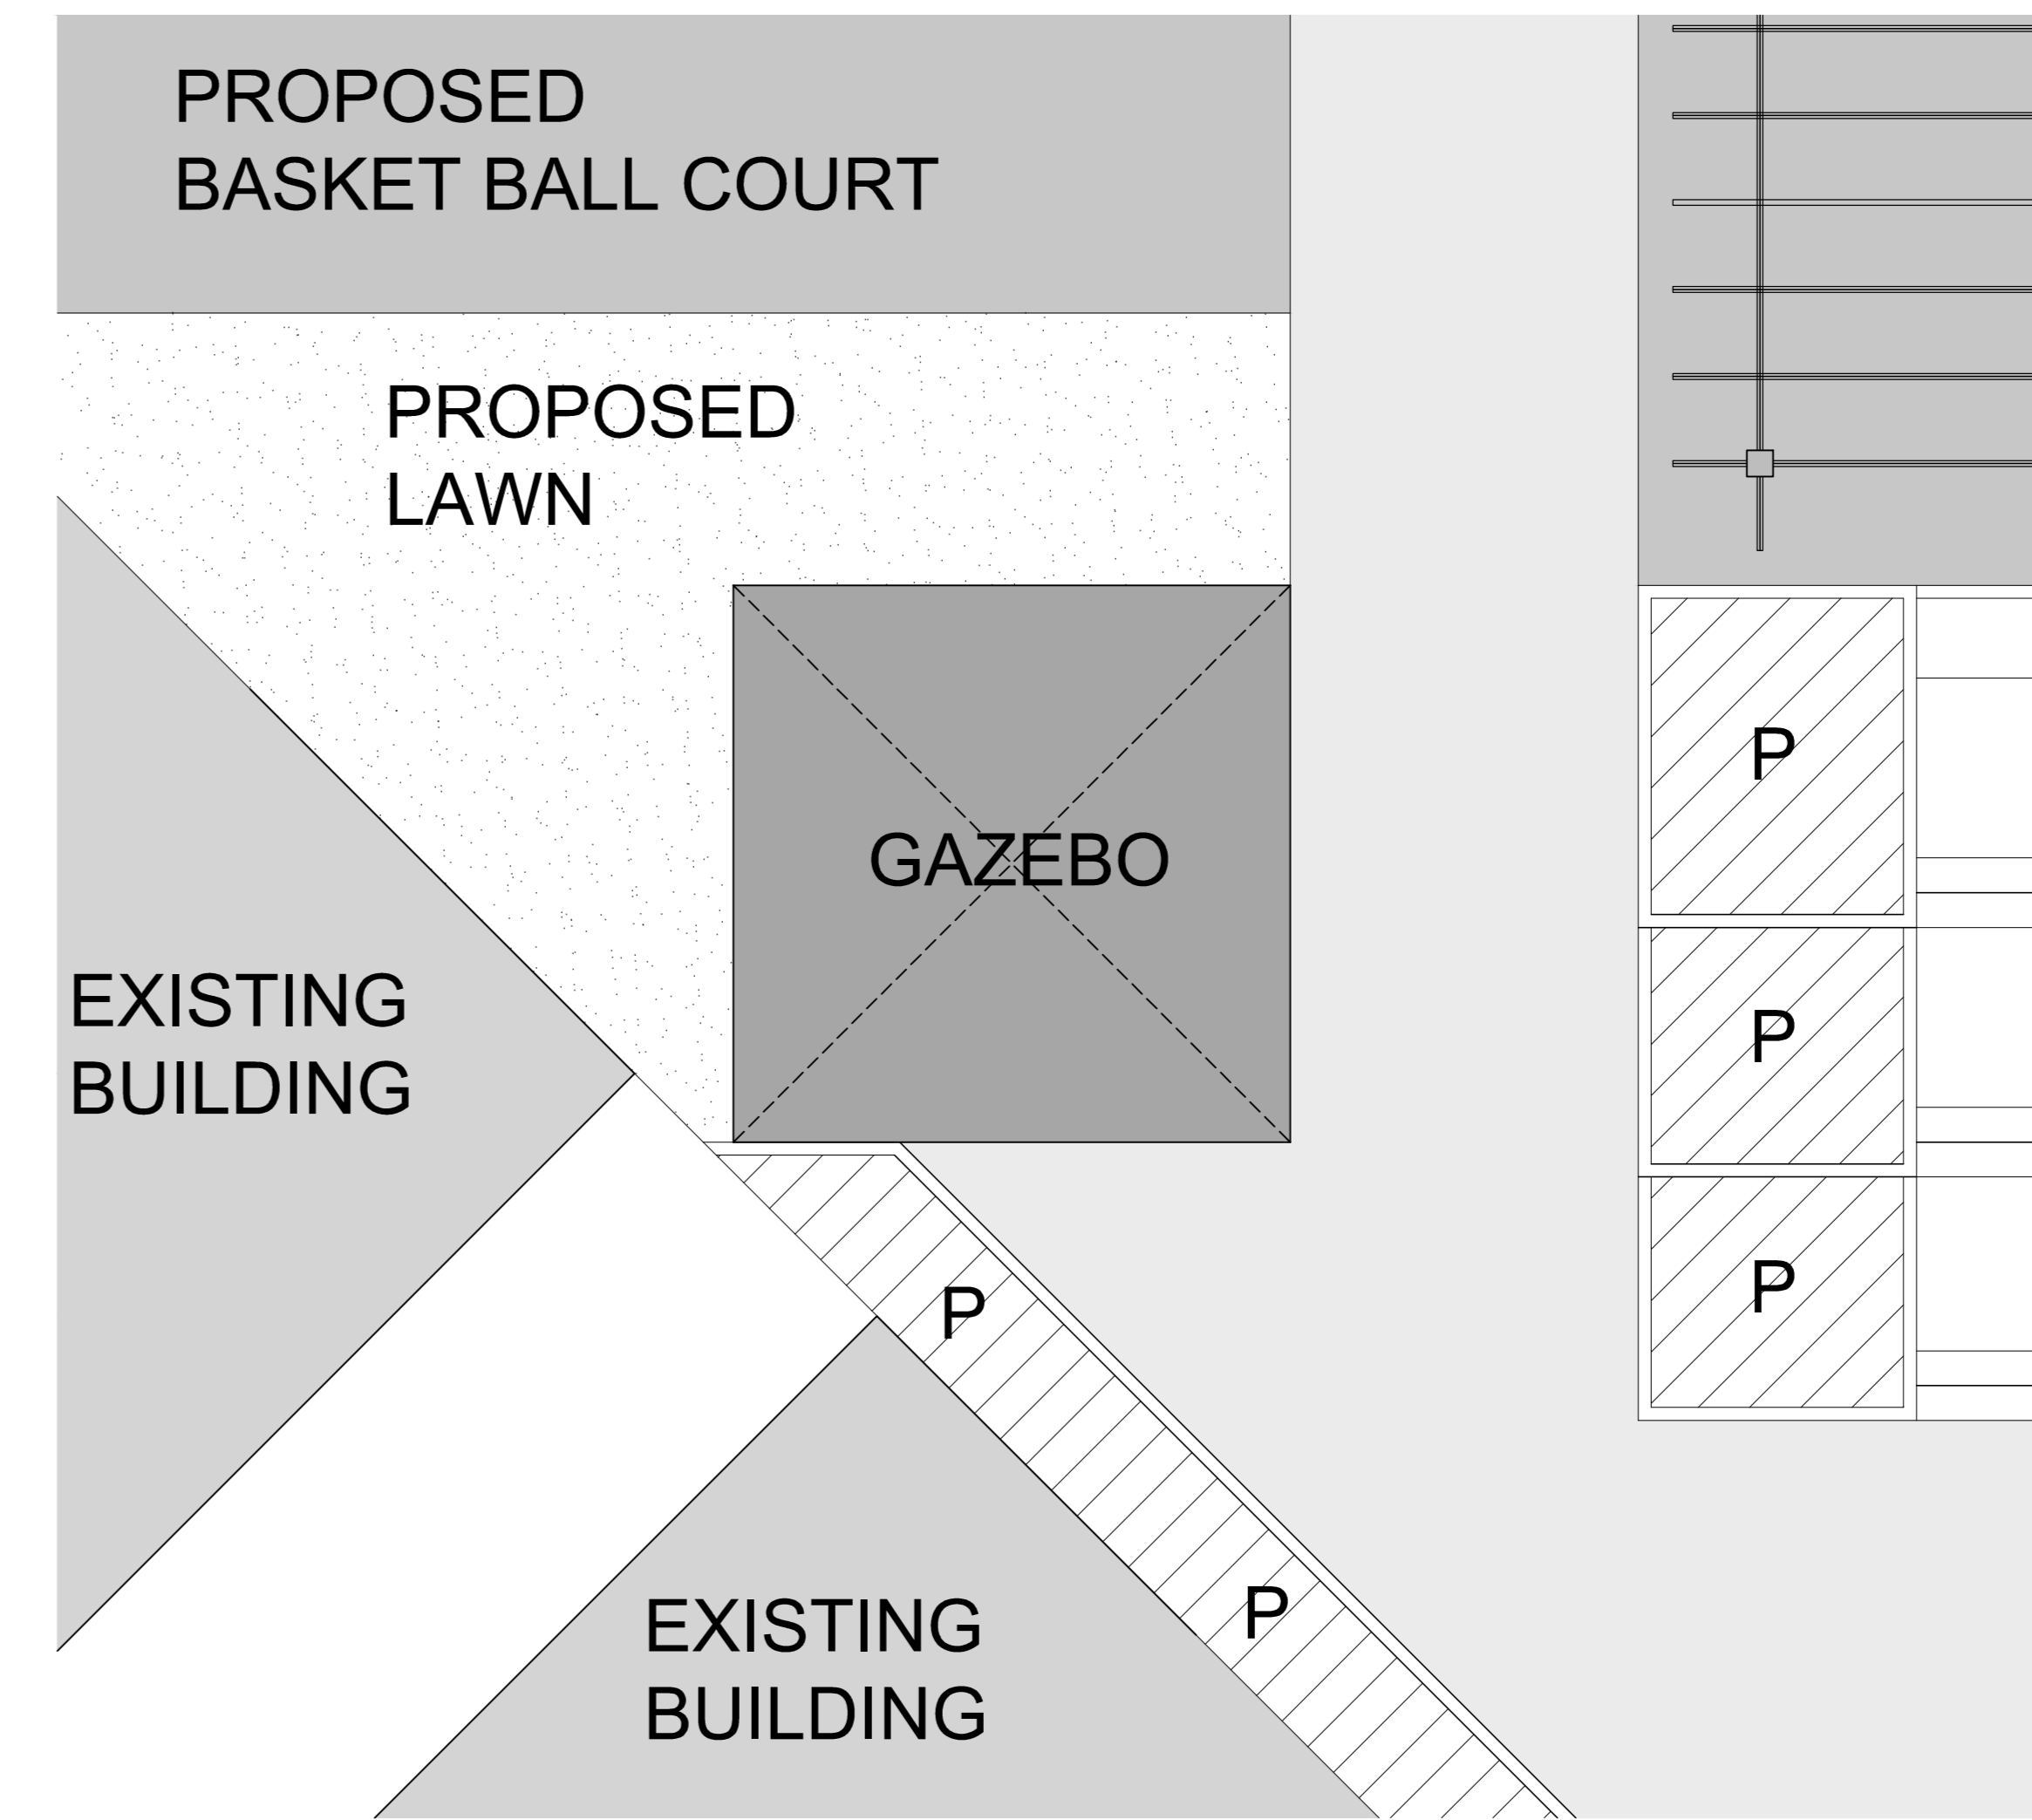 PROPOSED
BASKET BALL COURT
PROPOSED
LAWN
P
GAZEBO
EXISTING
BUILDING
P
P
P
EXISTING
BUILDING
P